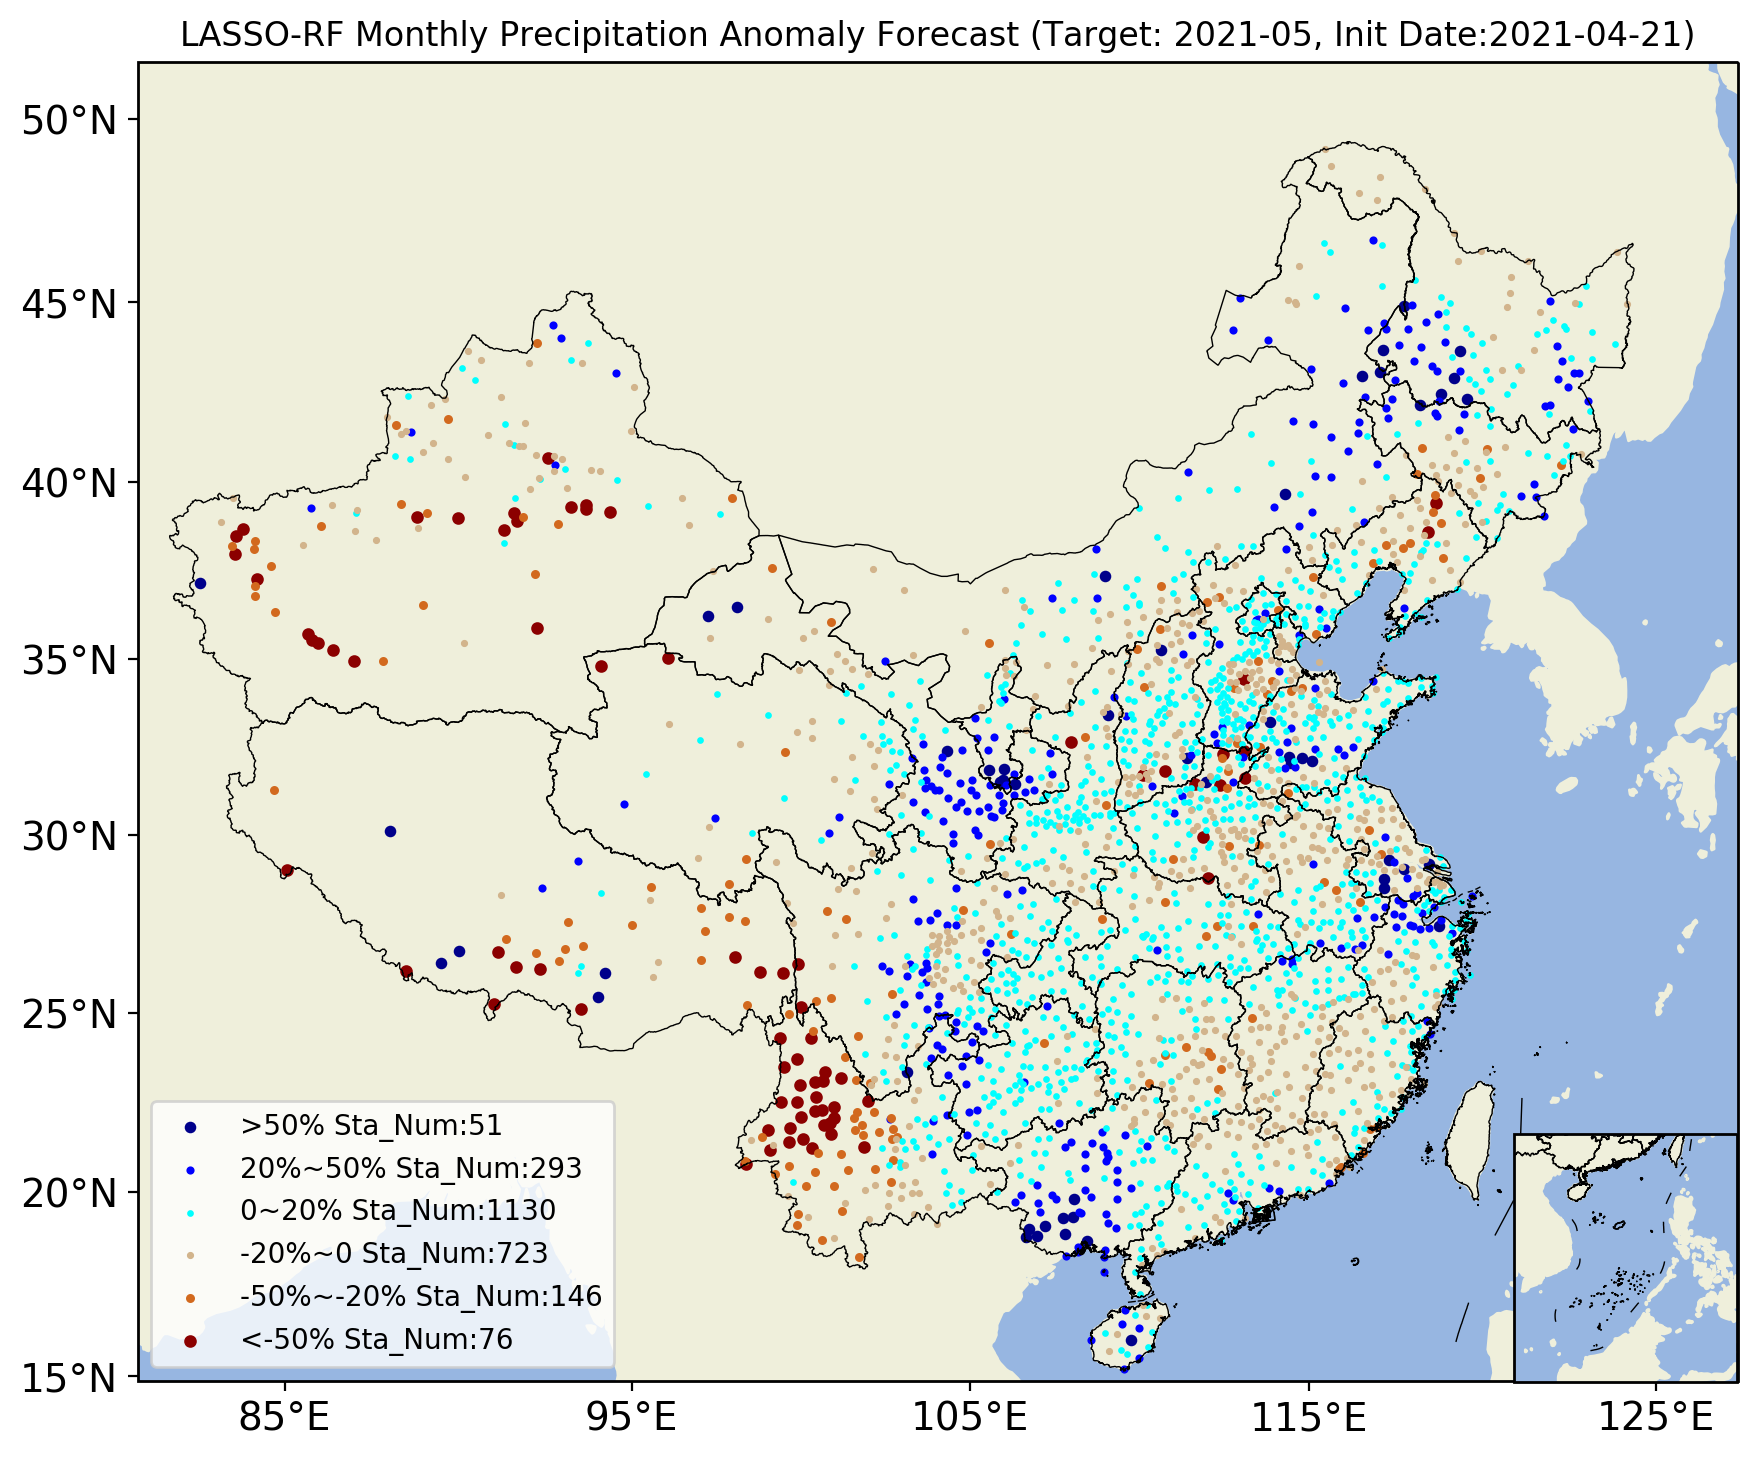 LASSO-RF Monthly Precipitation Anomaly Forecast (Target: 2021-05, Init Date:2021-04-21)
50°N
45°N
40°N
35°N
30°N
25°N
20°N
15°N
>50% Sta_Num:51
20%~50% Sta_Num:293
0~20% Sta_Num:1130
-20%~0 Sta_Num:723
-50%~-20% Sta_Num:146
<-50% Sta_Num:76
85°E
95°E
105°E
115°E
125°E